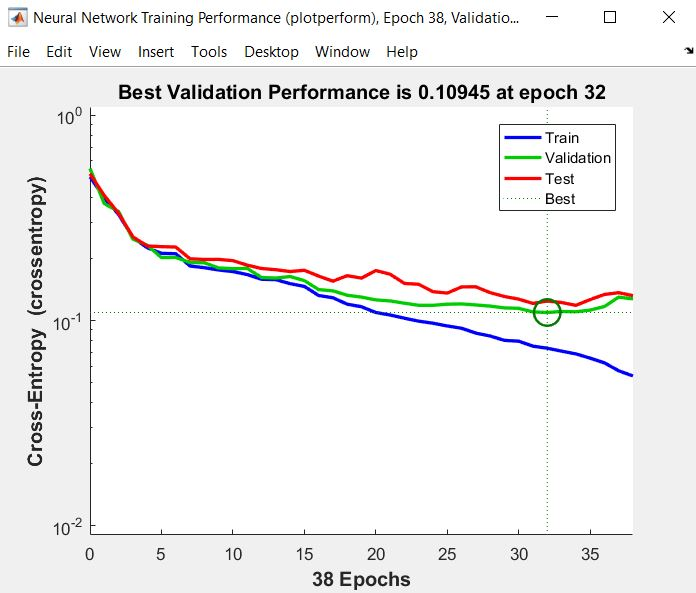 Neural Network Training Performance (plotperform), Epoch 38, Validatio...
File Edit View Insert Tools Desktop Window Help
Best Validation Performance is 0.10945 at epoch 32
Train
Validation
Test
Best
Cross-Entropy (crossentropy)
10^0
10^-1
10^-2
0 5 10 15 20 25 30 35
38 Epochs